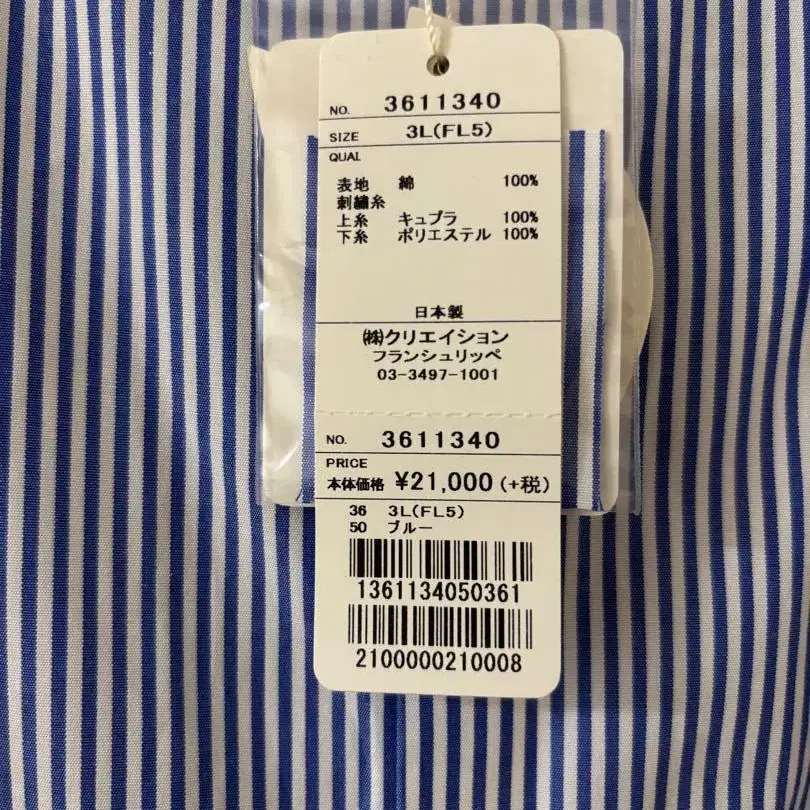 NO. 3611340
SIZE 3L(FL5)
QUAL
表地 綿 100%
刺繍糸
上糸 キュプラ 100%
下糸 ポリエステル 100%
日本製
㈱クリエイション
フランシュリッペ
03-3497-1001
NO. 3611340
PRICE
本体価格 ¥21,000 (+税)
36 3L(FL5)
50 ブルー
1361134050361
2100000210008